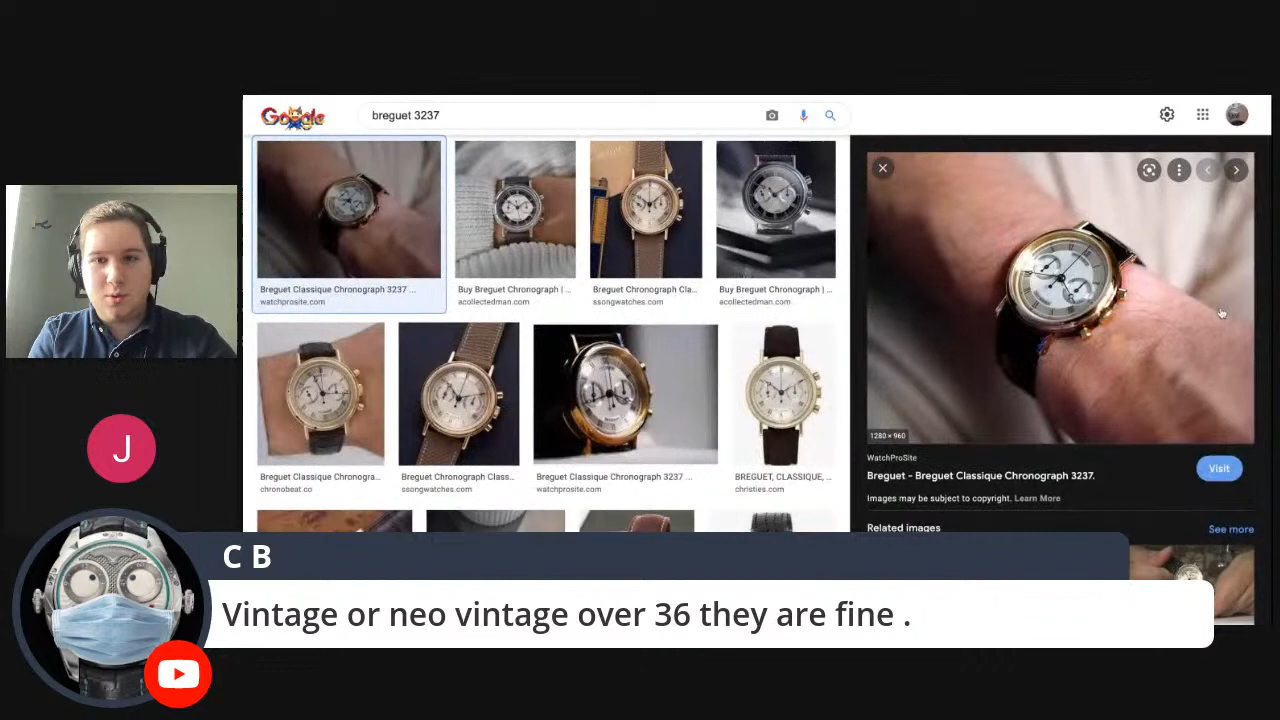 Google
breguet 3237
Breguet Classique Chronograph 3237 ...
watchprosite.com
Buy Breguet Chronograph | ...
acollectedman.com
Breguet Chronograph Cla...
ssongwatches.com
Buy Breguet Chronograph | ...
acollectedman.com
Breguet Classique Chronogra...
chronobeat.co
Breguet Chronograph Class...
ssongwatches.com
Breguet Classique Chronograph 3237 ...
watchprosite.com
BREGUET, CLASSIQUE, ...
christies.com
1280 × 960
WatchProSite
Breguet - Breguet Classique Chronograph 3237.
Visit
Images may be subject to copyright. Learn More
Related images
See more
J
C B
Vintage or neo vintage over 36 they are fine .